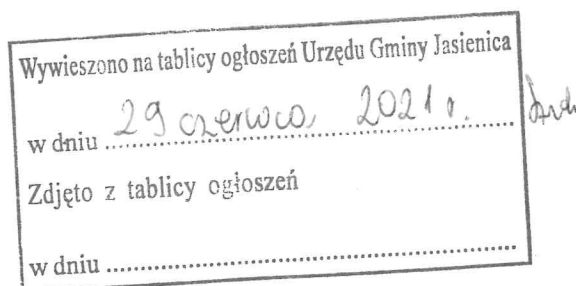 Wywieszono na tablicy ogłoszeń Urzędu Gminy Jasienica
w dniu 29 czerwca 2021 r.
Zdjęto z tablicy ogłoszeń
w dniu ........................................